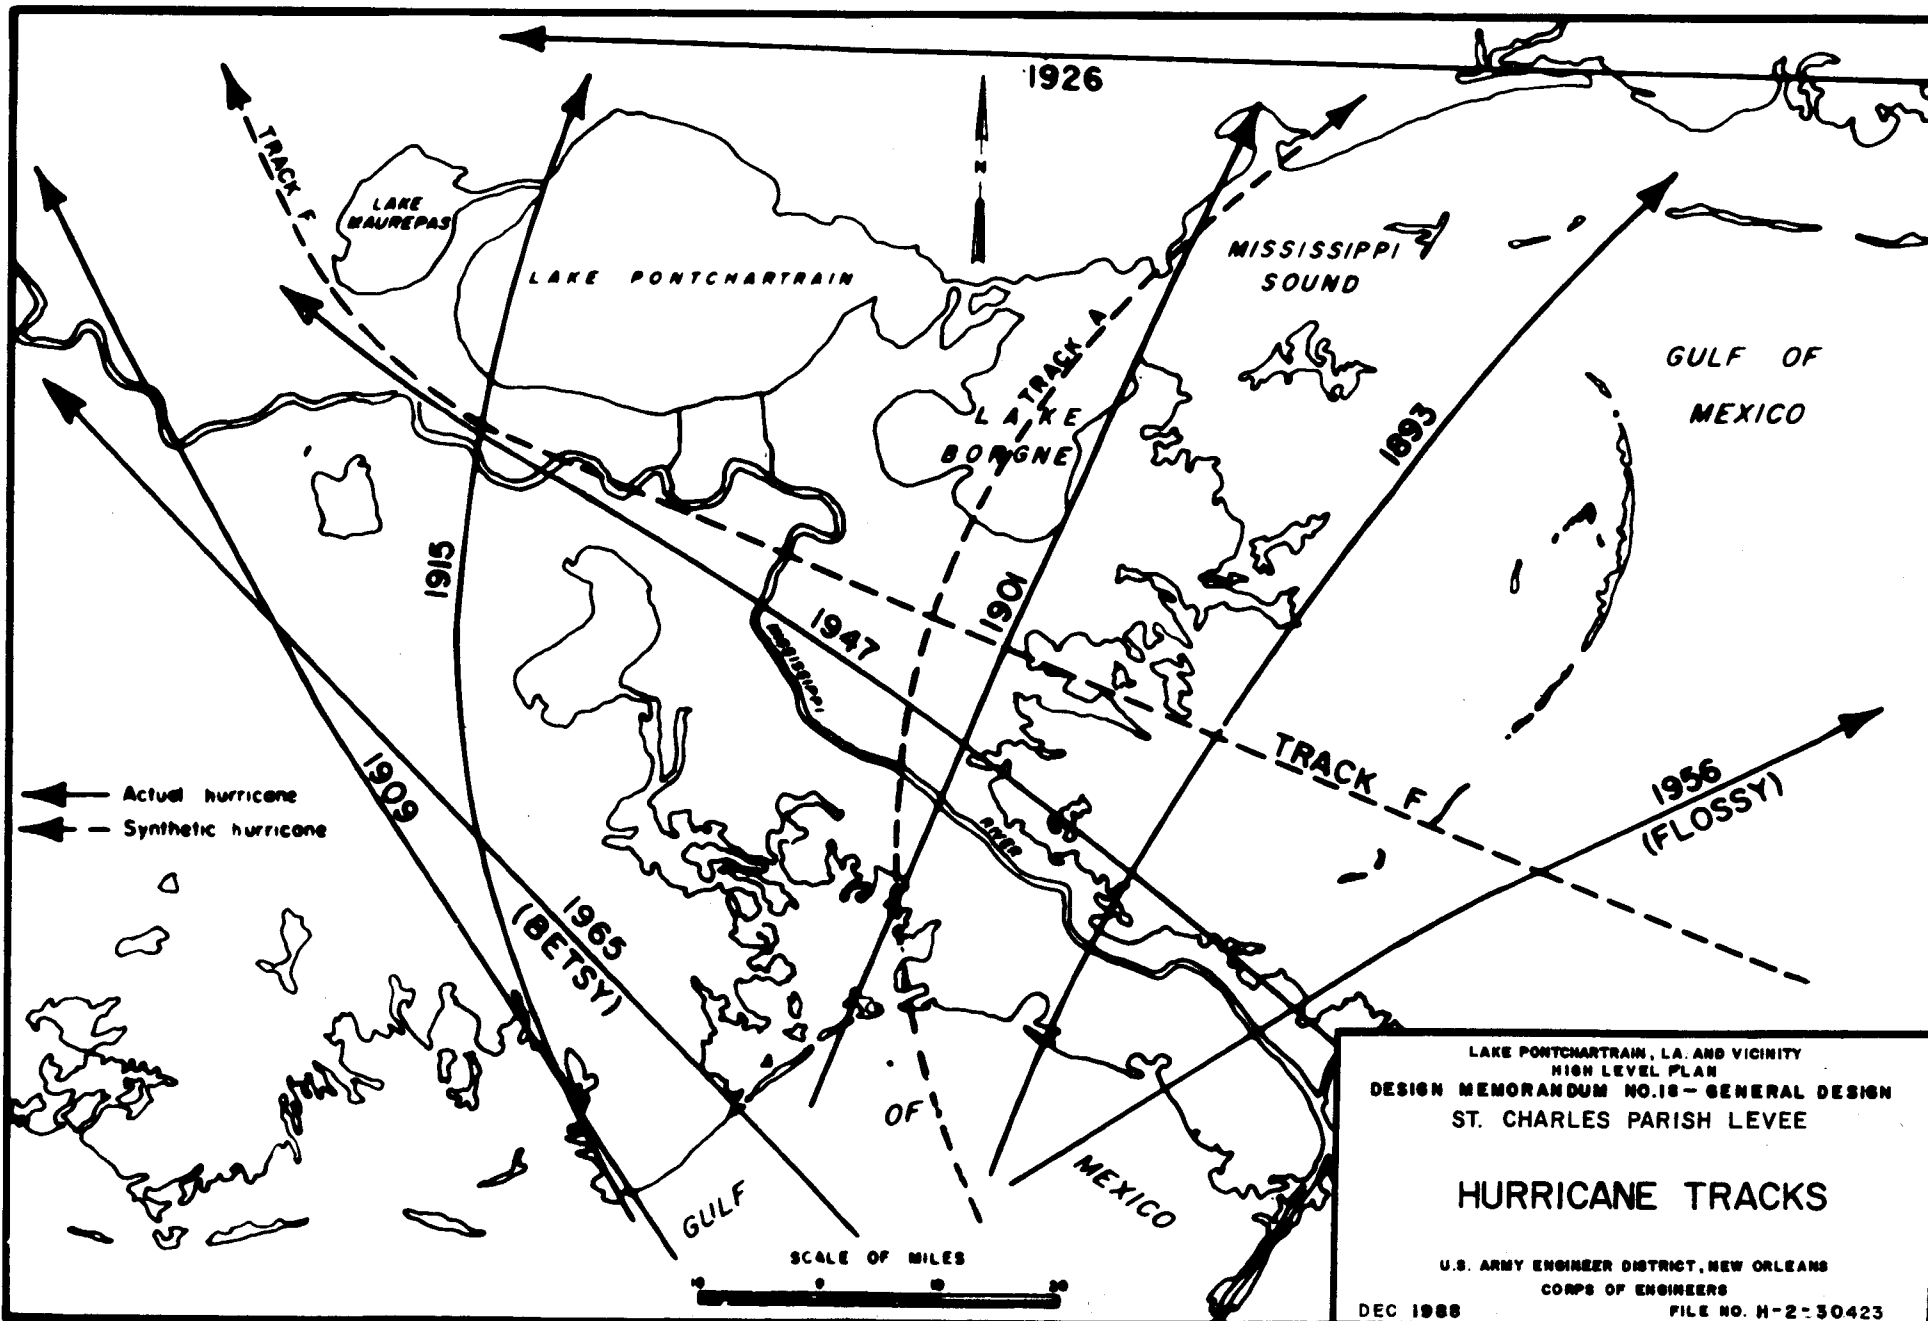 1926
TRACK F
LAKE
MAUREPAS
LAKE PONTCHARTRAIN
N
MISSISSIPPI
SOUND
TRACK A
GULF OF
MEXICO
LAKE
BORGNE
1893
1915
1901
1947
MISSISSIPPI
RIVER
TRACK F
1956
(FLOSSY)
1909
Actual hurricane
Synthetic hurricane
1965
(BETSY)
GULF
OF
MEXICO
SCALE OF MILES
10 0 10 20
LAKE PONTCHARTRAIN, LA. AND VICINITY
HIGH LEVEL PLAN
DESIGN MEMORANDUM NO.18 - GENERAL DESIGN
ST. CHARLES PARISH LEVEE
HURRICANE TRACKS
U.S. ARMY ENGINEER DISTRICT, NEW ORLEANS
CORPS OF ENGINEERS
DEC 1988 FILE NO. H-2-30423